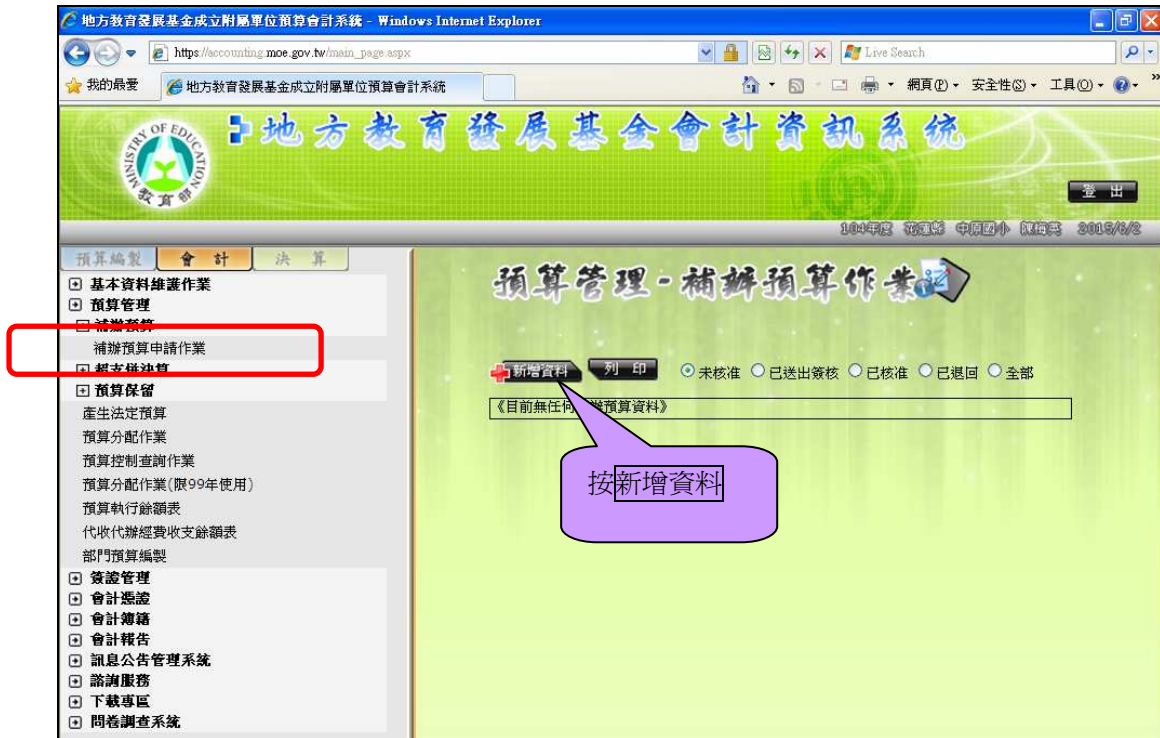 地方教育發展基金成立附屬單位預算會計系統 - Windows Internet Explorer
https://accounting.moe.gov.tw/main_page.aspx
Live Search
我的最愛
地方教育發展基金成立附屬單位預算會計系統
網頁(P) 安全性(S) 工具(O)
MINISTRY OF EDUCATION
教育部
地方教育發展基金會計資訊系統
登出
104年度 花蓮縣 中原國小 2015/6/2
預算編製 會計 決算
基本資料維護作業
預算管理
補辦預算
補辦預算申請作業
超支併決算
預算保留
產生法定預算
預算分配作業
預算控制查詢作業
預算分配作業(限99年使用)
預算執行餘額表
代收代辦經費收支餘額表
部門預算編製
簽證管理
會計憑證
會計簿籍
會計報告
訊息公告管理系統
諮詢服務
下載專區
問卷調查系統
預算管理-補辦預算作業
新增資料 列印 未核准 已送出簽核 已核准 已退回 全部
《目前無任何補辦預算資料》
按新增資料